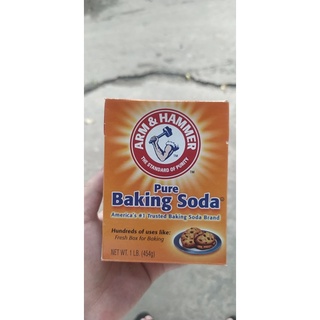 ARM & HAMMER
THE STANDARD OF PURITY
™
Pure
Baking Soda®
America's #1 Trusted Baking Soda Brand
Hundreds of uses like:
Fresh Box for Baking
NET WT. 1 LB. (454g)